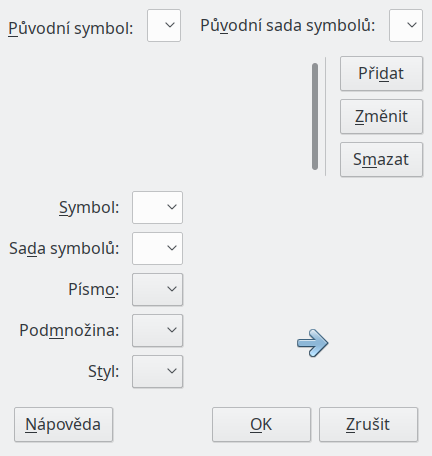 Původní symbol:
Původní sada symbolů:
Přidat
Změnit
Smazat
Symbol:
Sada symbolů:
Písmo:
Podmnožina:
Styl:
Nápověda
OK
Zrušit